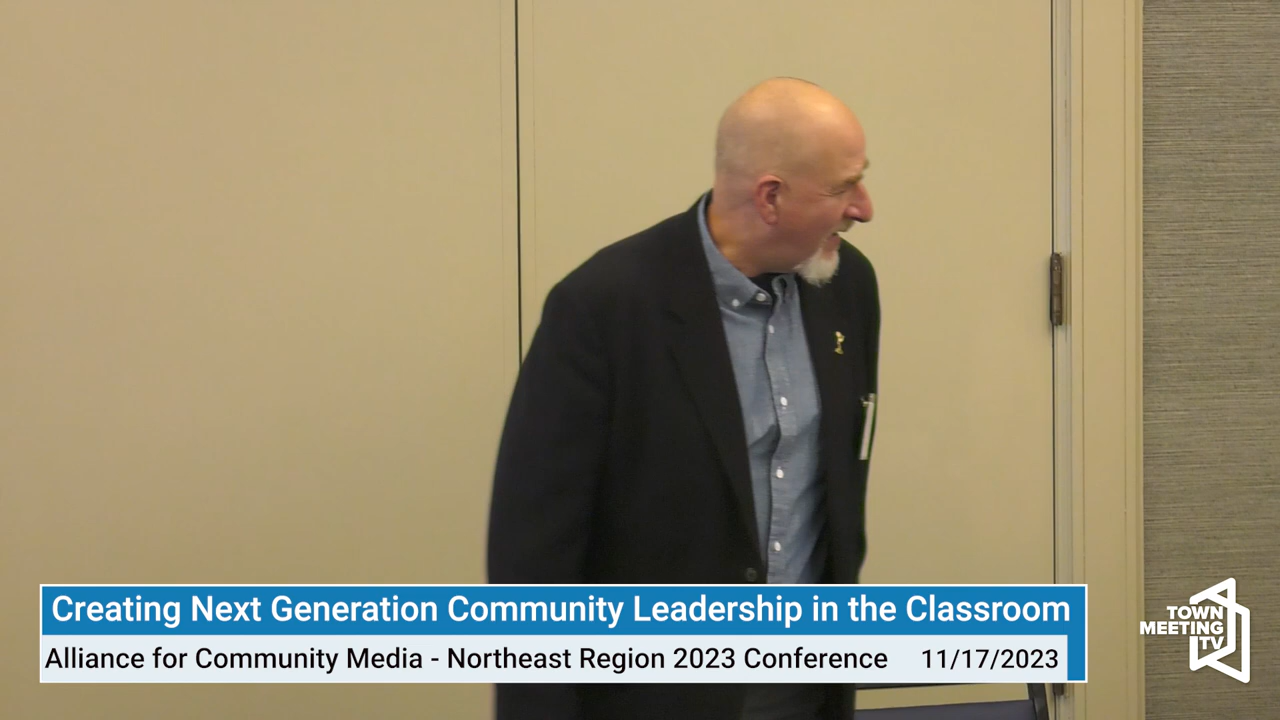 Creating Next Generation Community Leadership in the Classroom
Alliance for Community Media - Northeast Region 2023 Conference 11/17/2023
TOWN
MEETING
TV